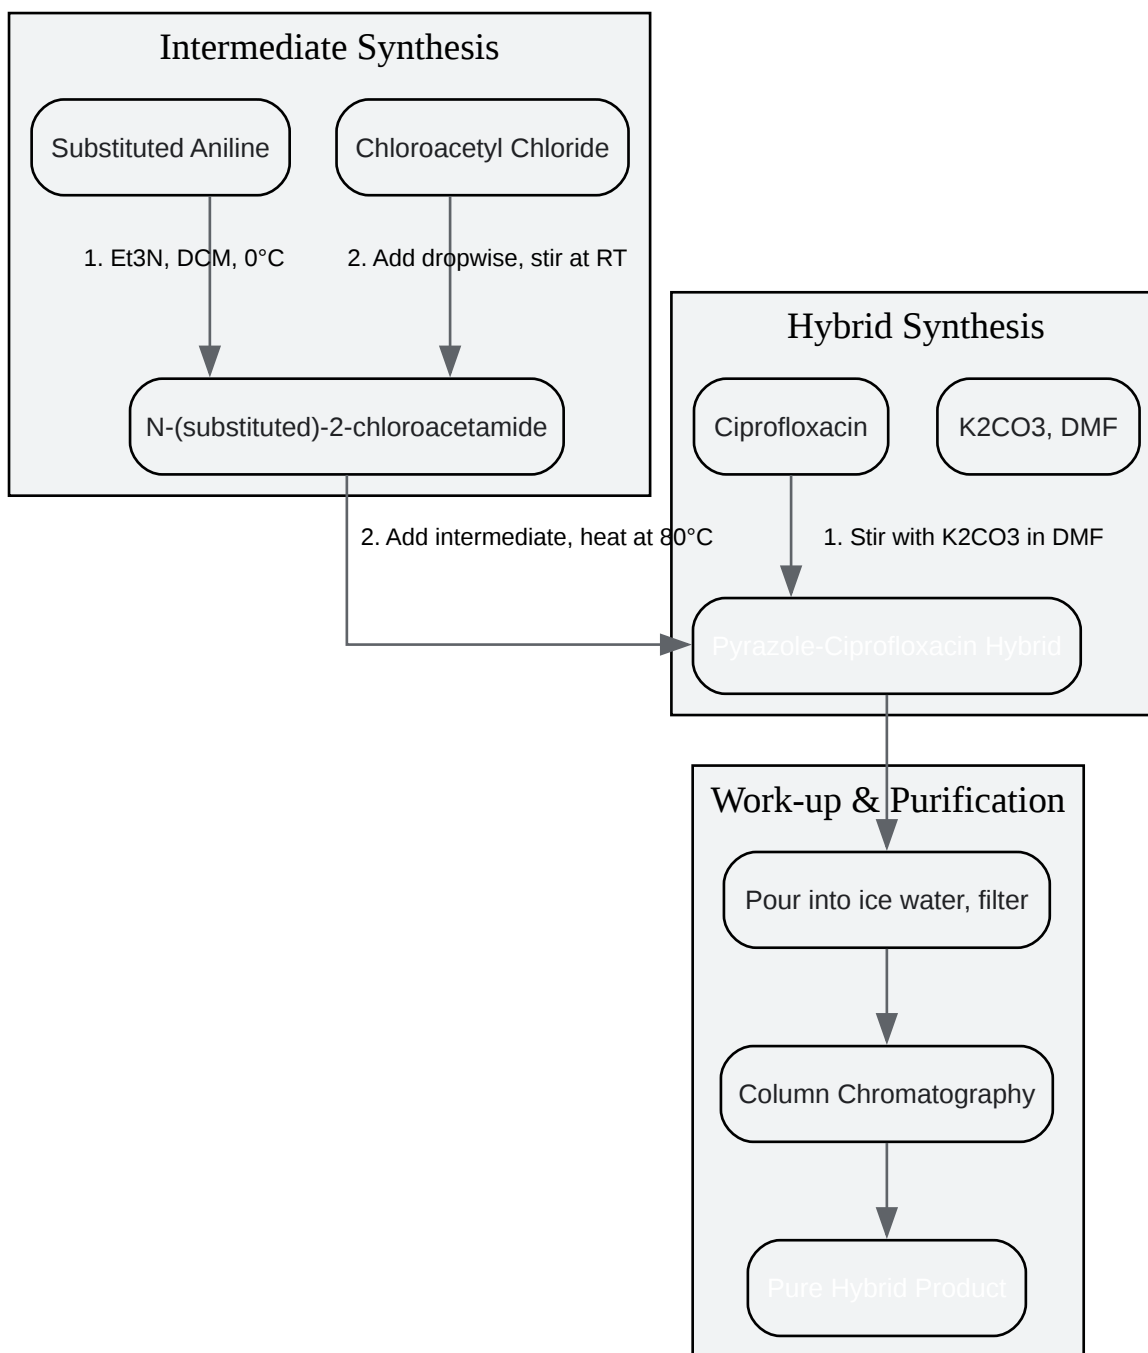 Intermediate Synthesis
Substituted Aniline
Chloroacetyl Chloride
1. Et3N, DCM, 0°C
2. Add dropwise, stir at RT
N-(substituted)-2-chloroacetamide
Hybrid Synthesis
Ciprofloxacin
K2CO3, DMF
2. Add intermediate, heat at 80°C
1. Stir with K2CO3 in DMF
Pyrazole-Ciprofloxacin Hybrid
Work-up & Purification
Pour into ice water, filter
Column Chromatography
Pure Hybrid Product